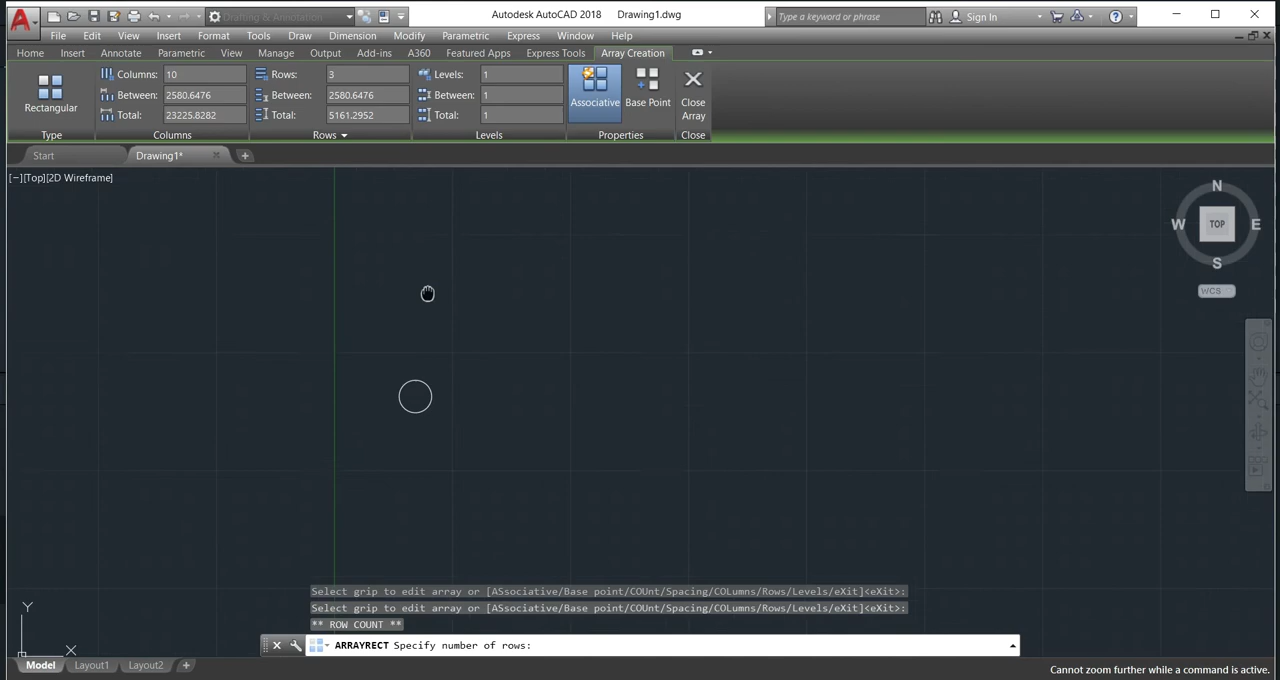 A Drafting & Annotation Autodesk AutoCAD 2018 Drawing1.dwg Type a keyword or phrase Sign In
File Edit View Insert Format Tools Draw Dimension Modify Parametric Express Window Help
Home Insert Annotate Parametric View Manage Output Add-ins A360 Featured Apps Express Tools Array Creation
Columns: 10 Rows: 3 Levels: 1
Between: 2580.6476 Between: 2580.6476 Between: 1
Total: 23225.8282 Total: 5161.2952 Total: 1
Rectangular Associative Base Point Close
Array
Type Columns Rows Levels Properties Close
Start Drawing1*
[−][Top][2D Wireframe]
N
W TOP E
S
WCS
Select grip to edit array or [ASsociative/Base point/COUnt/Spacing/COLumns/Rows/Levels/eXit]<eXit>:
Select grip to edit array or [ASsociative/Base point/COUnt/Spacing/COLumns/Rows/Levels/eXit]<eXit>:
** ROW COUNT **
ARRAYRECT Specify number of rows:
Y
X
Model Layout1 Layout2 +
Cannot zoom further while a command is active.